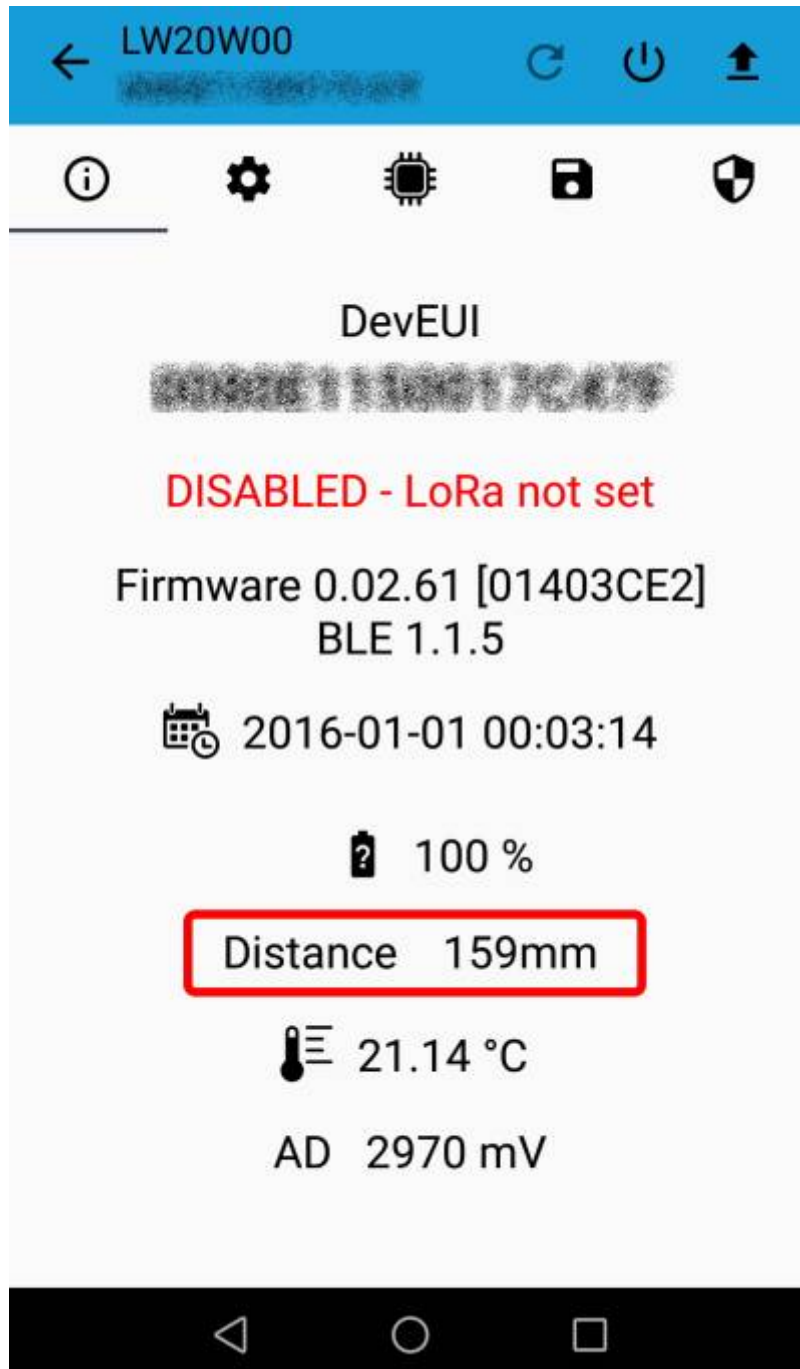 LW20W00
DevEUI
DISABLED - LoRa not set
Firmware 0.02.61 [01403CE2]
BLE 1.1.5
2016-01-01 00:03:14
100 %
Distance 159mm
21.14 °C
AD 2970 mV